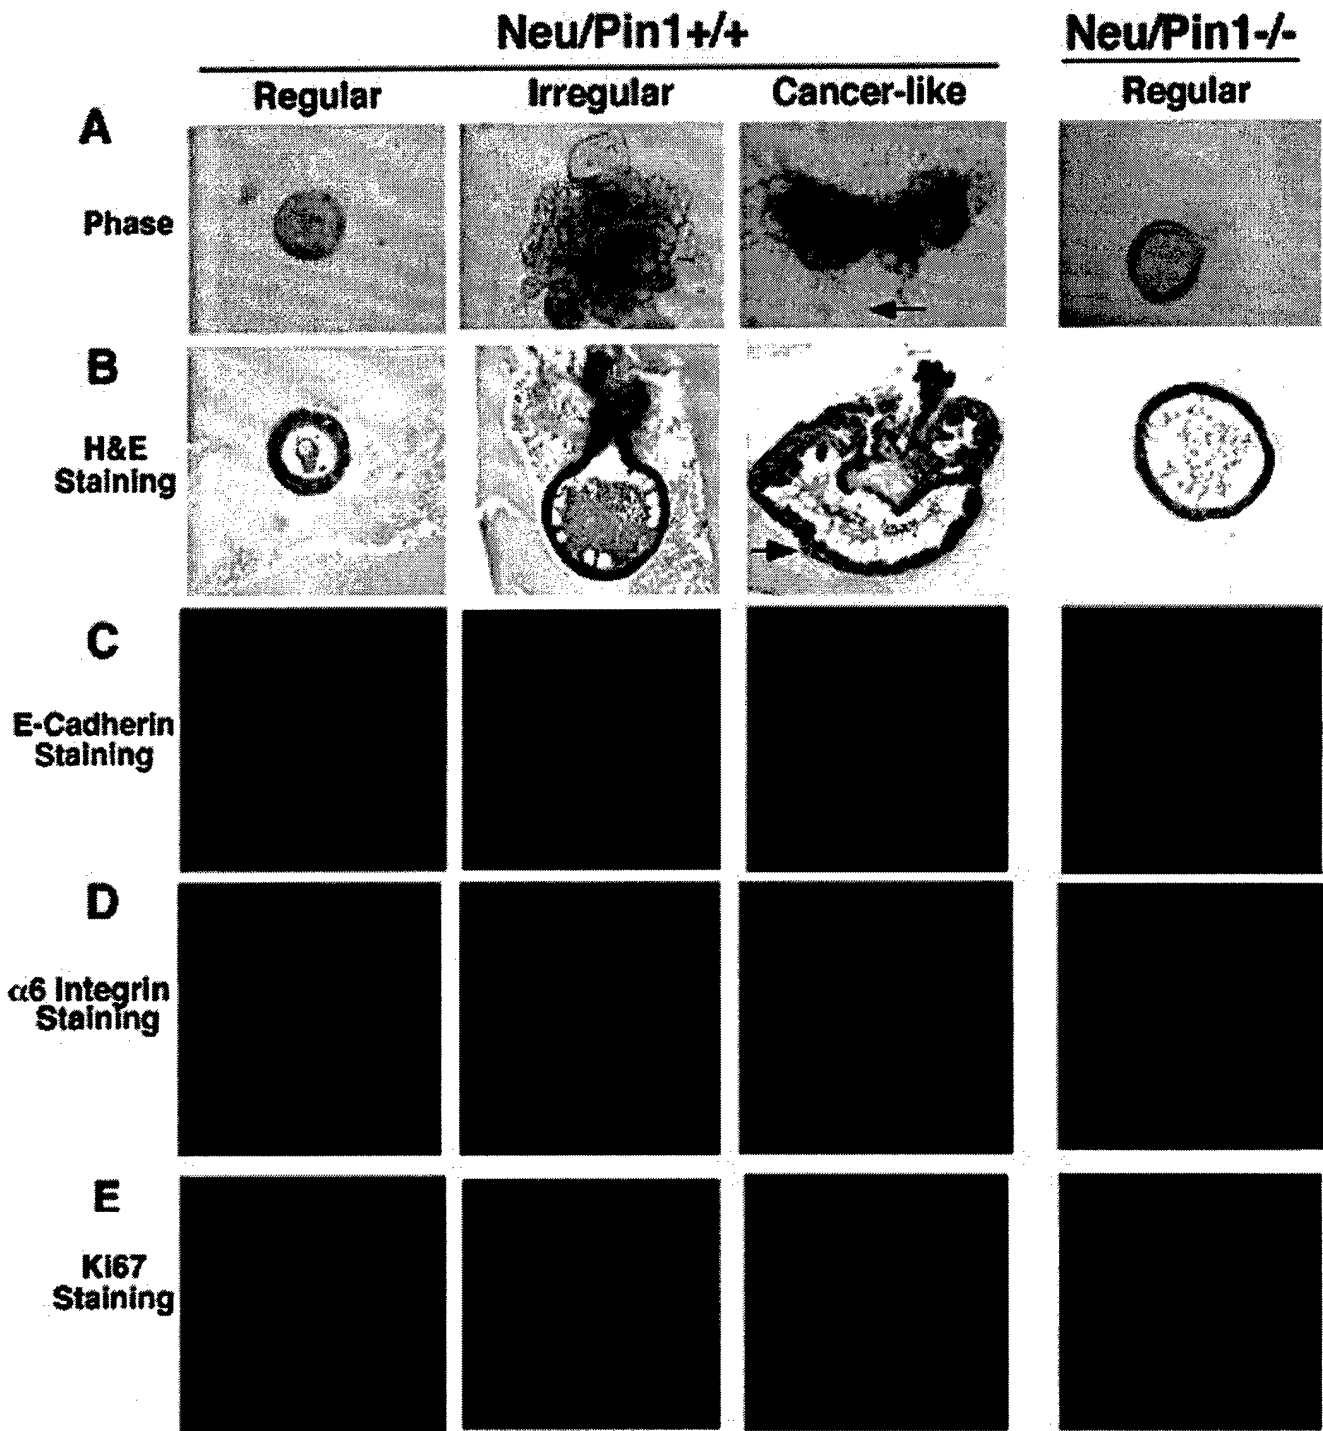 Neu/Pin1+/+ Neu/Pin1-/-
Regular Irregular Cancer-like Regular
A
Phase
B
H&E
Staining
C
E-Cadherin
Staining
D
α6 Integrin
Staining
E
Ki67
Staining